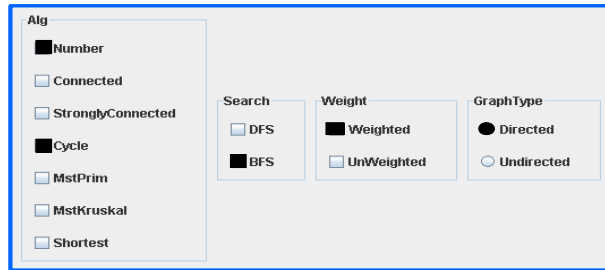 Alg
Number
Connected
StronglyConnected
Cycle
MstPrim
MstKruskal
Shortest
Search
DFS
BFS
Weight
Weighted
UnWeighted
GraphType
Directed
Undirected